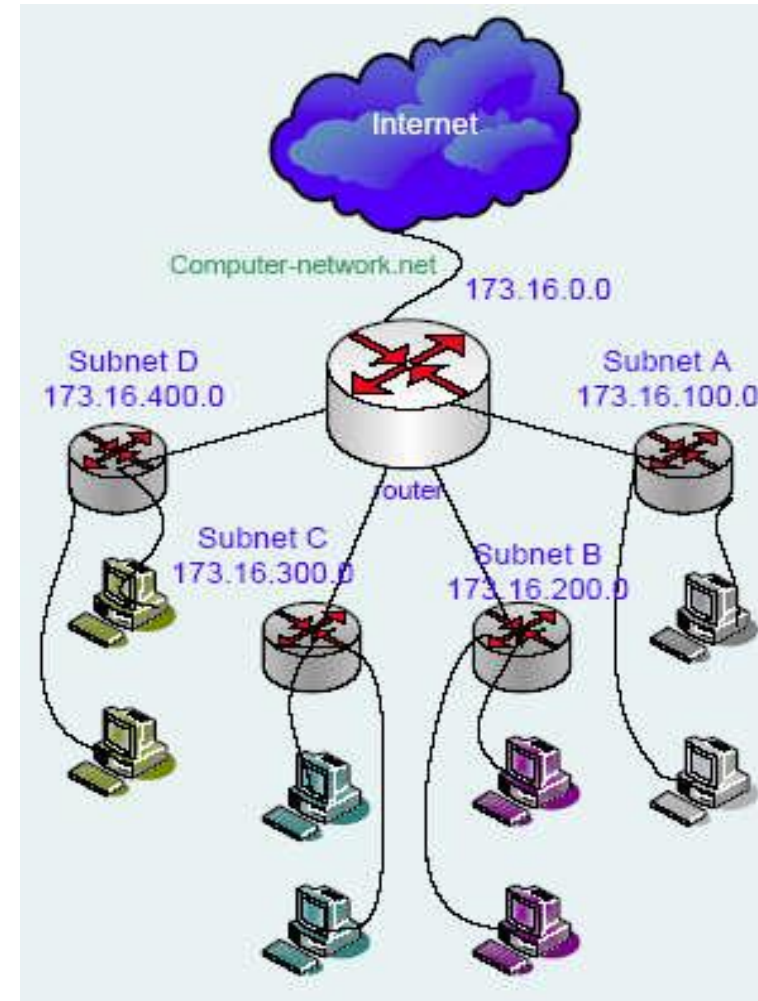 Internet
Computer-network.net
173.16.0.0
Subnet D
173.16.400.0
Subnet A
173.16.100.0
router
Subnet C
173.16.300.0
Subnet B
173.16.200.0